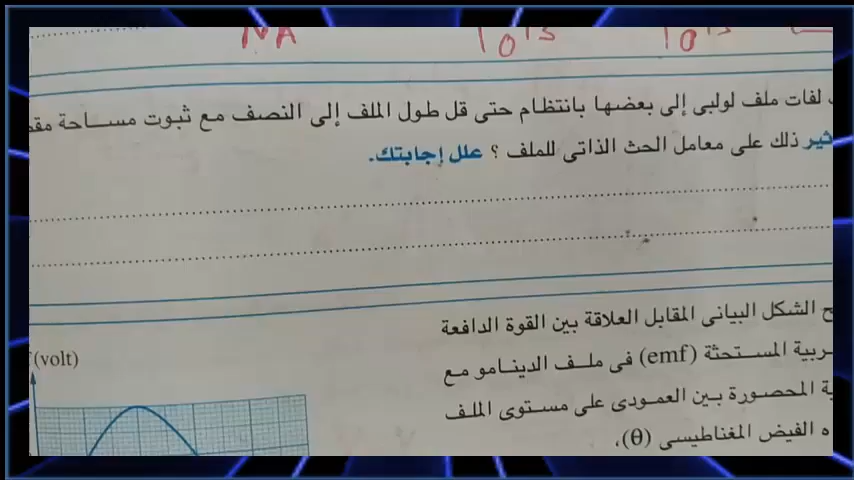 NA 10¹³ 10¹³
لفات ملف لولبى إلى بعضها بانتظام حتى قل طول الملف إلى النصف مع ثبوت مساحة
ذلك على معامل الحث الذاتى للملف ؟ علل إجابتك.
الشكل البيانى المقابل العلاقة بين القوة الدافعة
المستحثة (emf) فى ملف الدينامو مع
المحصورة بين العمودى على مستوى الملف
الفيض المغناطيسى (θ)،
(volt)